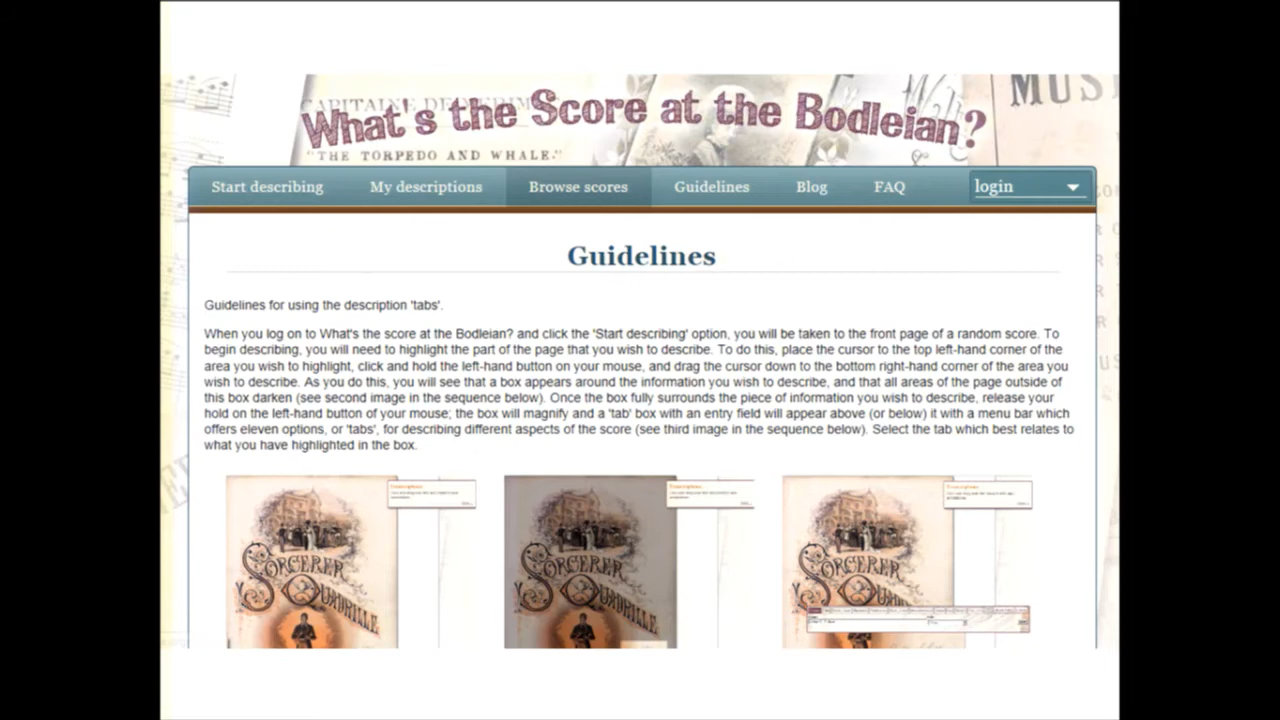 CAPITAINE DE
What's the Score at the Bodleian?
"THE TORPEDO AND WHALE."
MUS
Start describing My descriptions Browse scores Guidelines Blog FAQ login
Guidelines
Guidelines for using the description 'tabs'.
When you log on to What's the score at the Bodleian? and click the 'Start describing' option, you will be taken to the front page of a random score. To
begin describing, you will need to highlight the part of the page that you wish to describe. To do this, place the cursor to the top left-hand corner of the
area you wish to highlight, click and hold the left-hand button on your mouse, and drag the cursor down to the bottom right-hand corner of the area you
wish to describe. As you do this, you will see that a box appears around the information you wish to describe, and that all areas of the page outside of
this box darken (see second image in the sequence below). Once the box fully surrounds the piece of information you wish to describe, release your
hold on the left-hand button of your mouse; the box will magnify and a 'tab' box with an entry field will appear above (or below) it with a menu bar which
offers eleven options, or 'tabs', for describing different aspects of the score (see third image in the sequence below). Select the tab which best relates to
what you have highlighted in the box.
SORCERER QUADRILLE
SORCERER QUADRILLE
SORCERER